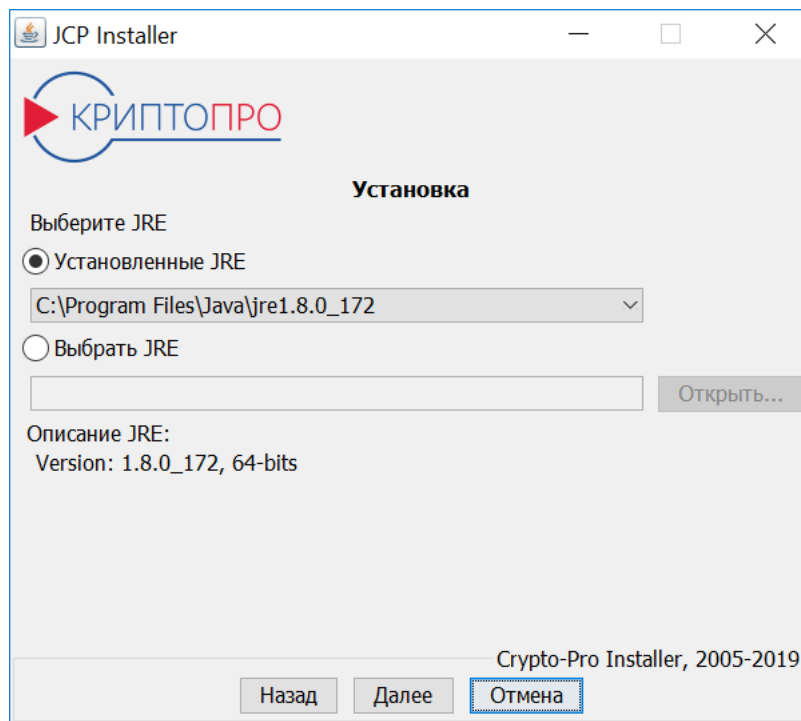 JCP Installer
КРИПТОПРО
Установка
Выберите JRE
Установленные JRE
C:\Program Files\Java\jre1.8.0_172
Выбрать JRE
Открыть...
Описание JRE:
Version: 1.8.0_172, 64-bits
Crypto-Pro Installer, 2005-2019
Назад Далее Отмена